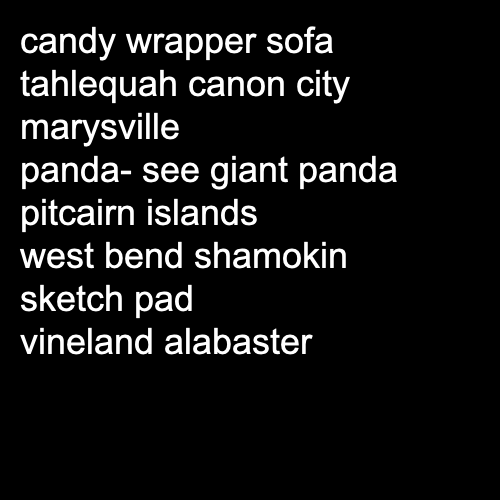 candy wrapper sofa
tahlequah canon city
marysville
panda- see giant panda
pitcairn islands
west bend shamokin
sketch pad
vineland alabaster